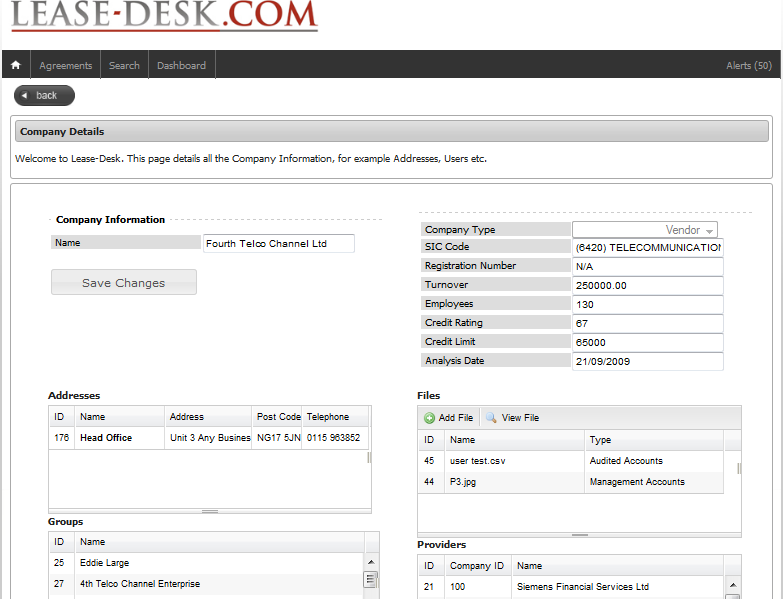 LEASE-DESK.COM
Agreements Search Dashboard Alerts (50)
back
Company Details
Welcome to Lease-Desk. This page details all the Company Information, for example Addresses, Users etc.
Company Information
Name Fourth Telco Channel Ltd
Save Changes
Company Type Vendor
SIC Code (6420) TELECOMMUNICATION
Registration Number N/A
Turnover 250000.00
Employees 130
Credit Rating 67
Credit Limit 65000
Analysis Date 21/09/2009
Addresses
ID Name Address Post Code Telephone
176 Head Office Unit 3 Any Busines NG17 5JN 0115 963852
Files
Add File View File
ID Name Type
45 user test.csv Audited Accounts
44 P3.jpg Management Accounts
Groups
ID Name
25 Eddie Large
27 4th Telco Channel Enterprise
Providers
ID Company ID Name
21 100 Siemens Financial Services Ltd